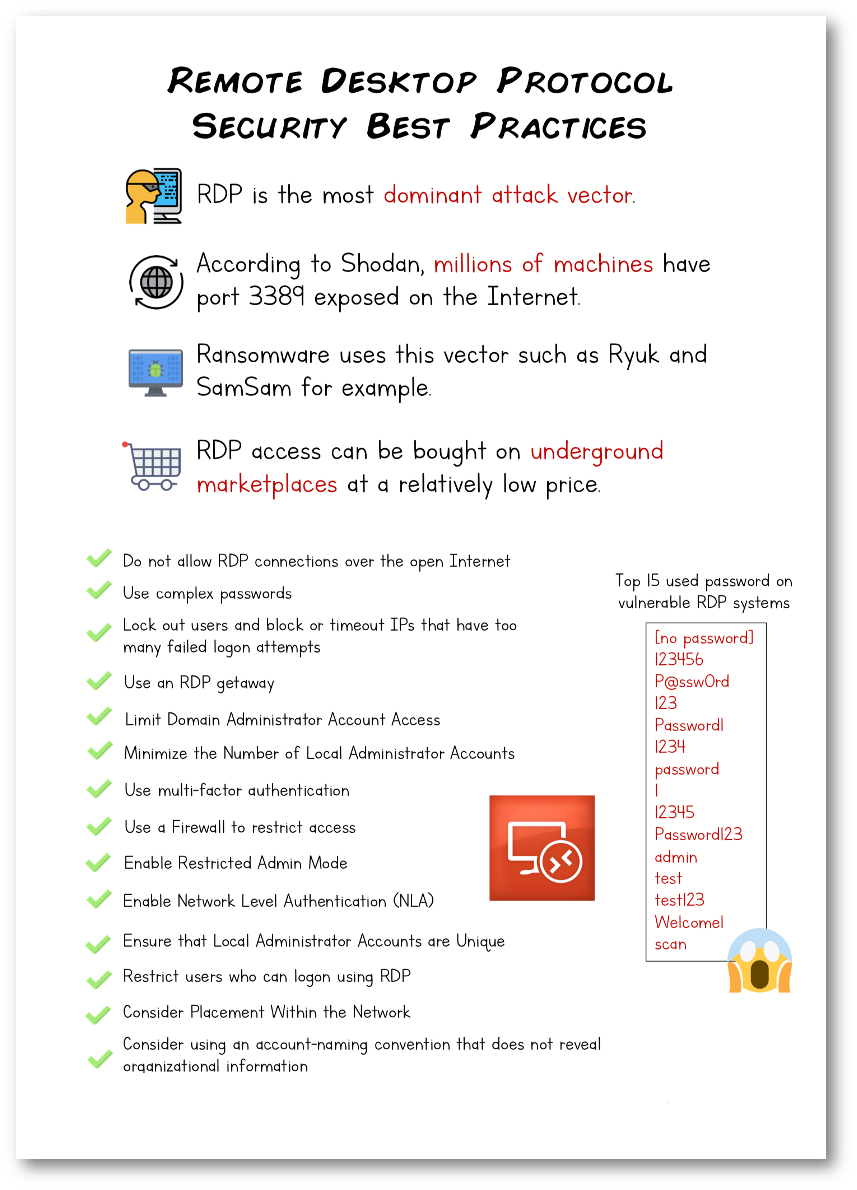 Remote Desktop Protocol
Security Best Practices
RDP is the most dominant attack vector.
According to Shodan, millions of machines have
port 3389 exposed on the Internet.
Ransomware uses this vector such as Ryuk and
SamSam for example.
RDP access can be bought on underground
marketplaces at a relatively low price.
Do not allow RDP connections over the open Internet
Use complex passwords
Lock out users and block or timeout IPs that have too
many failed logon attempts
Use an RDP getaway
Limit Domain Administrator Account Access
Minimize the Number of Local Administrator Accounts
Use multi-factor authentication
Use a Firewall to restrict access
Enable Restricted Admin Mode
Enable Network Level Authentication (NLA)
Ensure that Local Administrator Accounts are Unique
Restrict users who can logon using RDP
Consider Placement Within the Network
Consider using an account-naming convention that does not reveal
organizational information
Top 15 used password on
vulnerable RDP systems
[no password]
123456
P@ssw0rd
123
Password1
1234
password
1
12345
Password123
admin
test
test123
Welcome1
scan